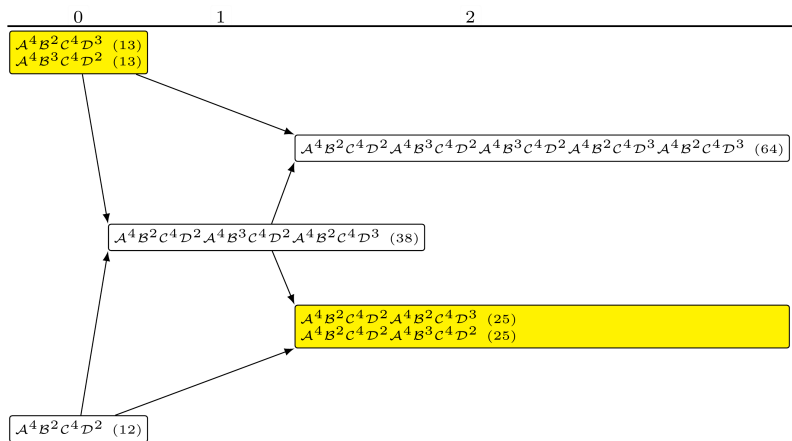 0 1 2
𝒜⁴ℬ²𝒞⁴𝒟³ (13)
𝒜⁴ℬ³𝒞⁴𝒟² (13)
𝒜⁴ℬ²𝒞⁴𝒟²𝒜⁴ℬ³𝒞⁴𝒟²𝒜⁴ℬ³𝒞⁴𝒟²𝒜⁴ℬ²𝒞⁴𝒟³𝒜⁴ℬ²𝒞⁴𝒟³ (64)
𝒜⁴ℬ²𝒞⁴𝒟²𝒜⁴ℬ³𝒞⁴𝒟²𝒜⁴ℬ²𝒞⁴𝒟³ (38)
𝒜⁴ℬ²𝒞⁴𝒟²𝒜⁴ℬ²𝒞⁴𝒟³ (25)
𝒜⁴ℬ²𝒞⁴𝒟²𝒜⁴ℬ³𝒞⁴𝒟² (25)
𝒜⁴ℬ²𝒞⁴𝒟² (12)